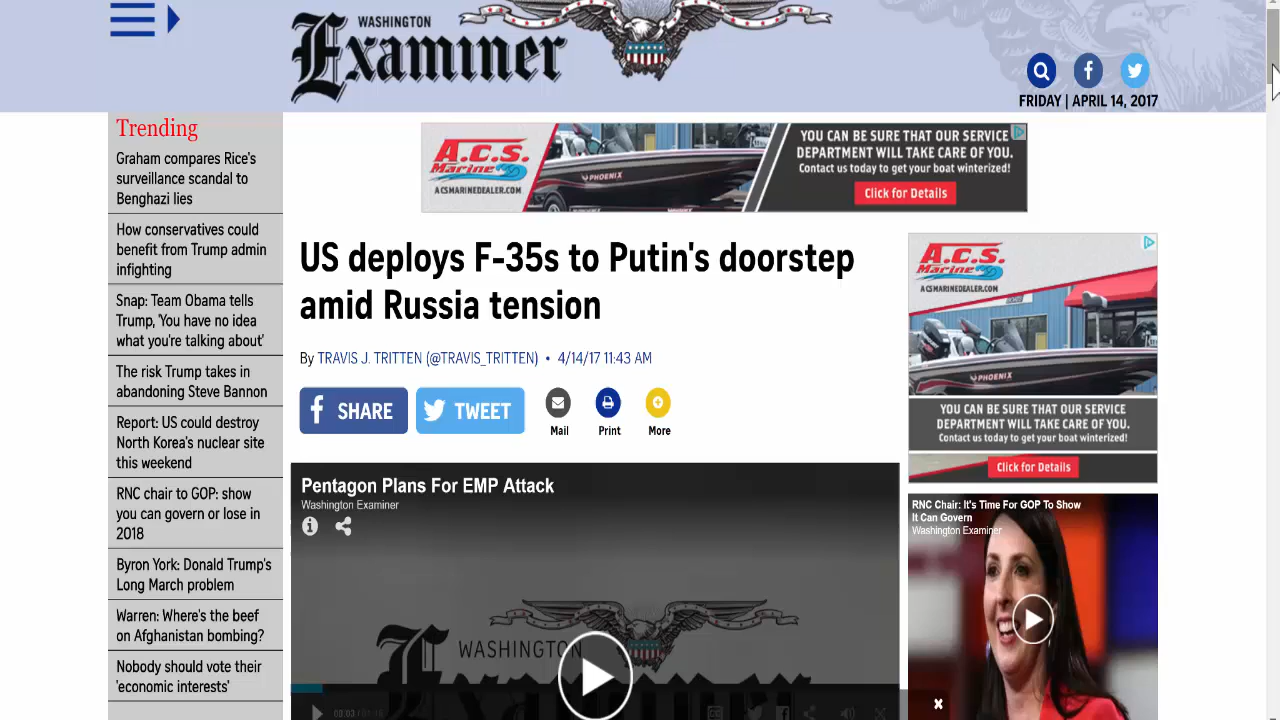 WASHINGTON
Examiner
FRIDAY | APRIL 14, 2017
Trending
Graham compares Rice's
surveillance scandal to
Benghazi lies
How conservatives could
benefit from Trump admin
infighting
Snap: Team Obama tells
Trump, 'You have no idea
what you're talking about'
The risk Trump takes in
abandoning Steve Bannon
Report: US could destroy
North Korea's nuclear site
this weekend
RNC chair to GOP: show
you can govern or lose in
2018
Byron York: Donald Trump's
Long March problem
Warren: Where's the beef
on Afghanistan bombing?
Nobody should vote their
'economic interests'
A.C.S.
Marine
ACSMARINEDEALER.COM
PHOENIX
YOU CAN BE SURE THAT OUR SERVICE
DEPARTMENT WILL TAKE CARE OF YOU.
Contact us today to get your boat winterized!
Click for Details
US deploys F-35s to Putin's doorstep
amid Russia tension
By TRAVIS J. TRITTEN (@TRAVIS_TRITTEN) • 4/14/17 11:43 AM
SHARE
TWEET
Mail
Print
More
Pentagon Plans For EMP Attack
Washington Examiner
WASHINGTON
A.C.S.
Marine
ACSMARINEDEALER.COM
PHOENIX
YOU CAN BE SURE THAT OUR SERVICE
DEPARTMENT WILL TAKE CARE OF YOU.
Contact us today to get your boat winterized!
Click for Details
RNC Chair: It's Time For GOP To Show
It Can Govern
Washington Examiner